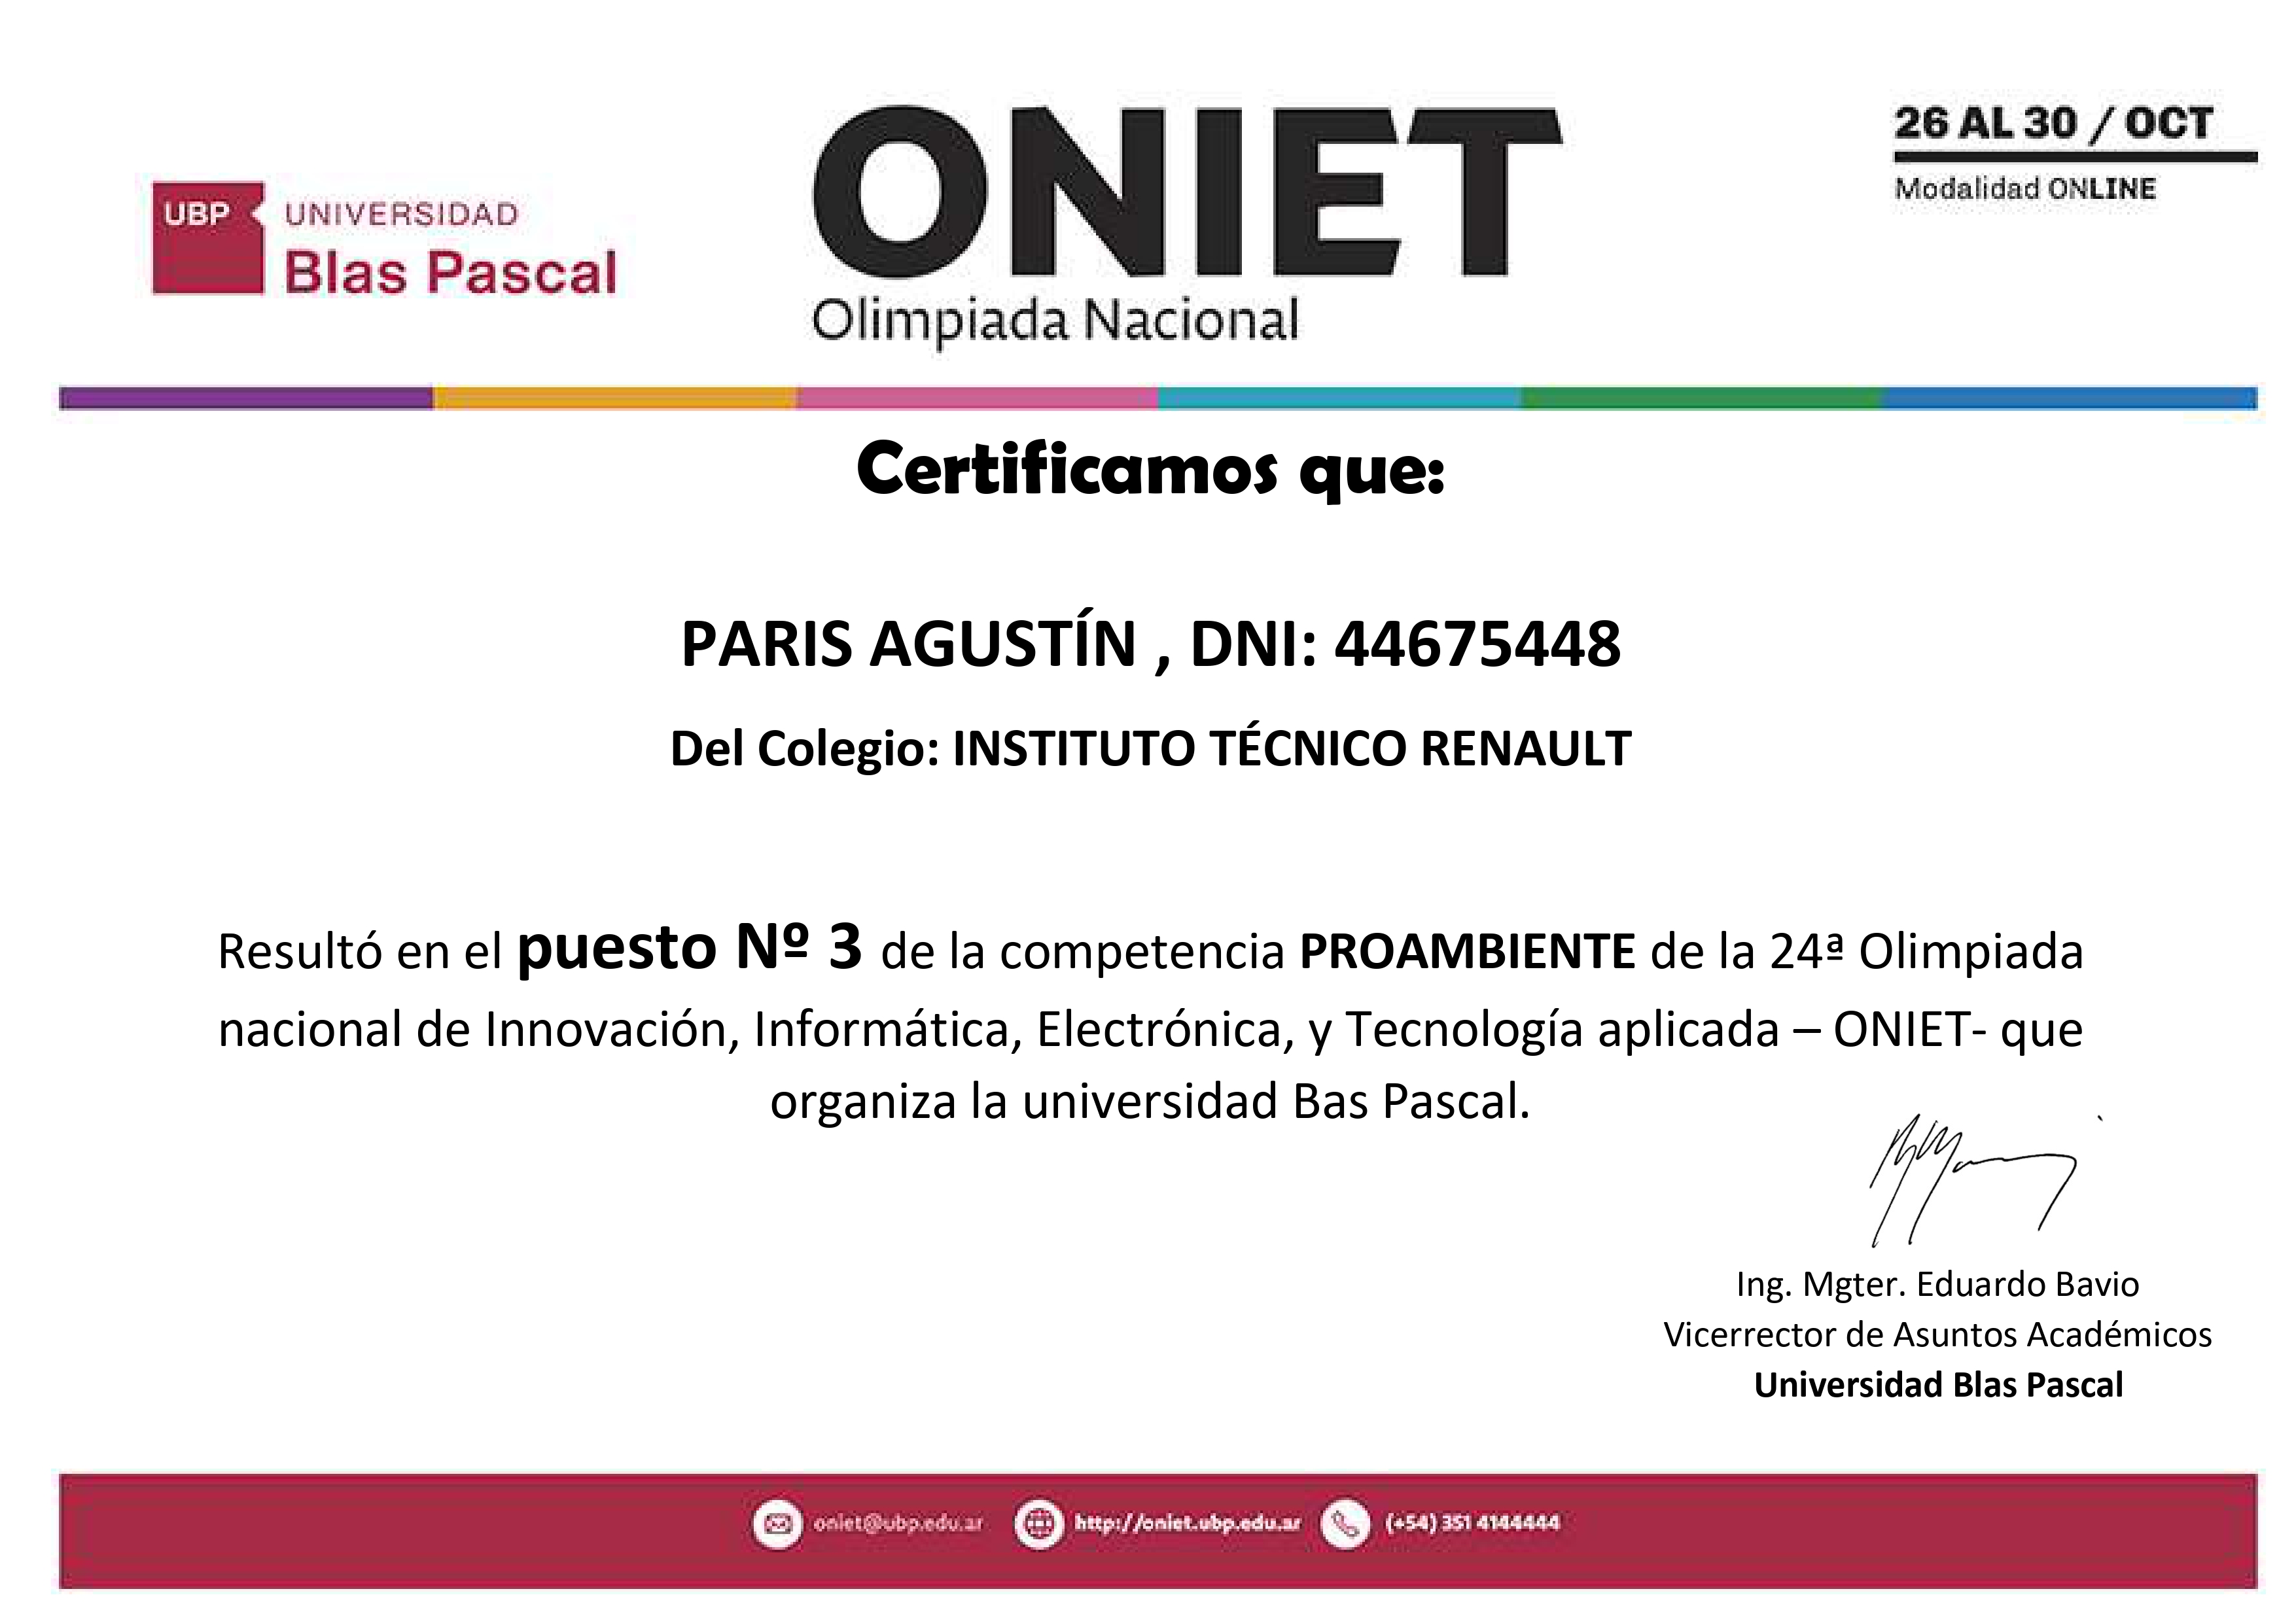 UBP
UNIVERSIDAD
Blas Pascal
ONIET
Olimpiada Nacional
26 AL 30 / OCT
Modalidad ONLINE
Certificamos que:
PARIS AGUSTÍN , DNI: 44675448
Del Colegio: INSTITUTO TÉCNICO RENAULT
Resultó en el puesto Nº 3 de la competencia PROAMBIENTE de la 24ª Olimpiada
nacional de Innovación, Informática, Electrónica, y Tecnología aplicada – ONIET- que
organiza la universidad Bas Pascal.
Ing. Mgter. Eduardo Bavio
Vicerrector de Asuntos Académicos
Universidad Blas Pascal
oniet@ubp.edu.ar http://oniet.ubp.edu.ar (+54) 351 4144444